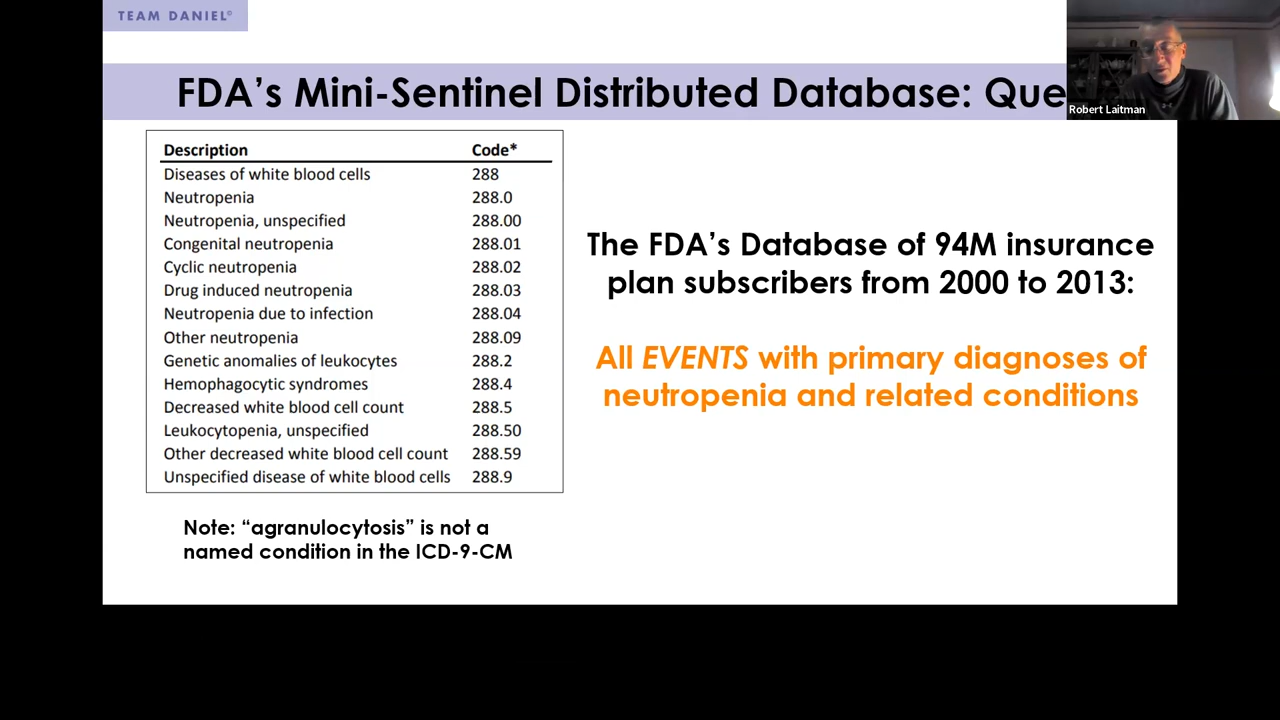 TEAM DANIEL©
FDA's Mini-Sentinel Distributed Database: Que
Robert Laitman
Description Code*
Diseases of white blood cells 288
Neutropenia 288.0
Neutropenia, unspecified 288.00
Congenital neutropenia 288.01
Cyclic neutropenia 288.02
Drug induced neutropenia 288.03
Neutropenia due to infection 288.04
Other neutropenia 288.09
Genetic anomalies of leukocytes 288.2
Hemophagocytic syndromes 288.4
Decreased white blood cell count 288.5
Leukocytopenia, unspecified 288.50
Other decreased white blood cell count 288.59
Unspecified disease of white blood cells 288.9
Note: “agranulocytosis” is not a
named condition in the ICD-9-CM
The FDA's Database of 94M insurance
plan subscribers from 2000 to 2013:
All EVENTS with primary diagnoses of
neutropenia and related conditions